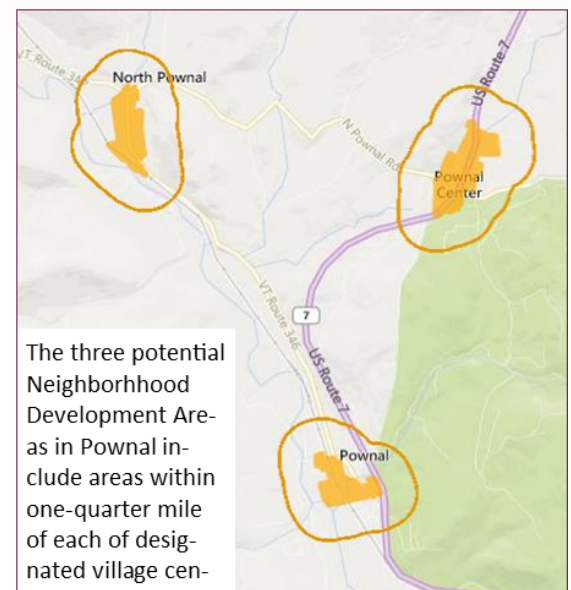 VT Route 346
North Pownal
US Route 7
N Pownal Rd
Pownal
Center
VT Route 346
7
US Route 7
Pownal
The three potential
Neighborhhood
Development Are-
as in Pownal in-
clude areas within
one-quarter mile
of each of desig-
nated village cen-